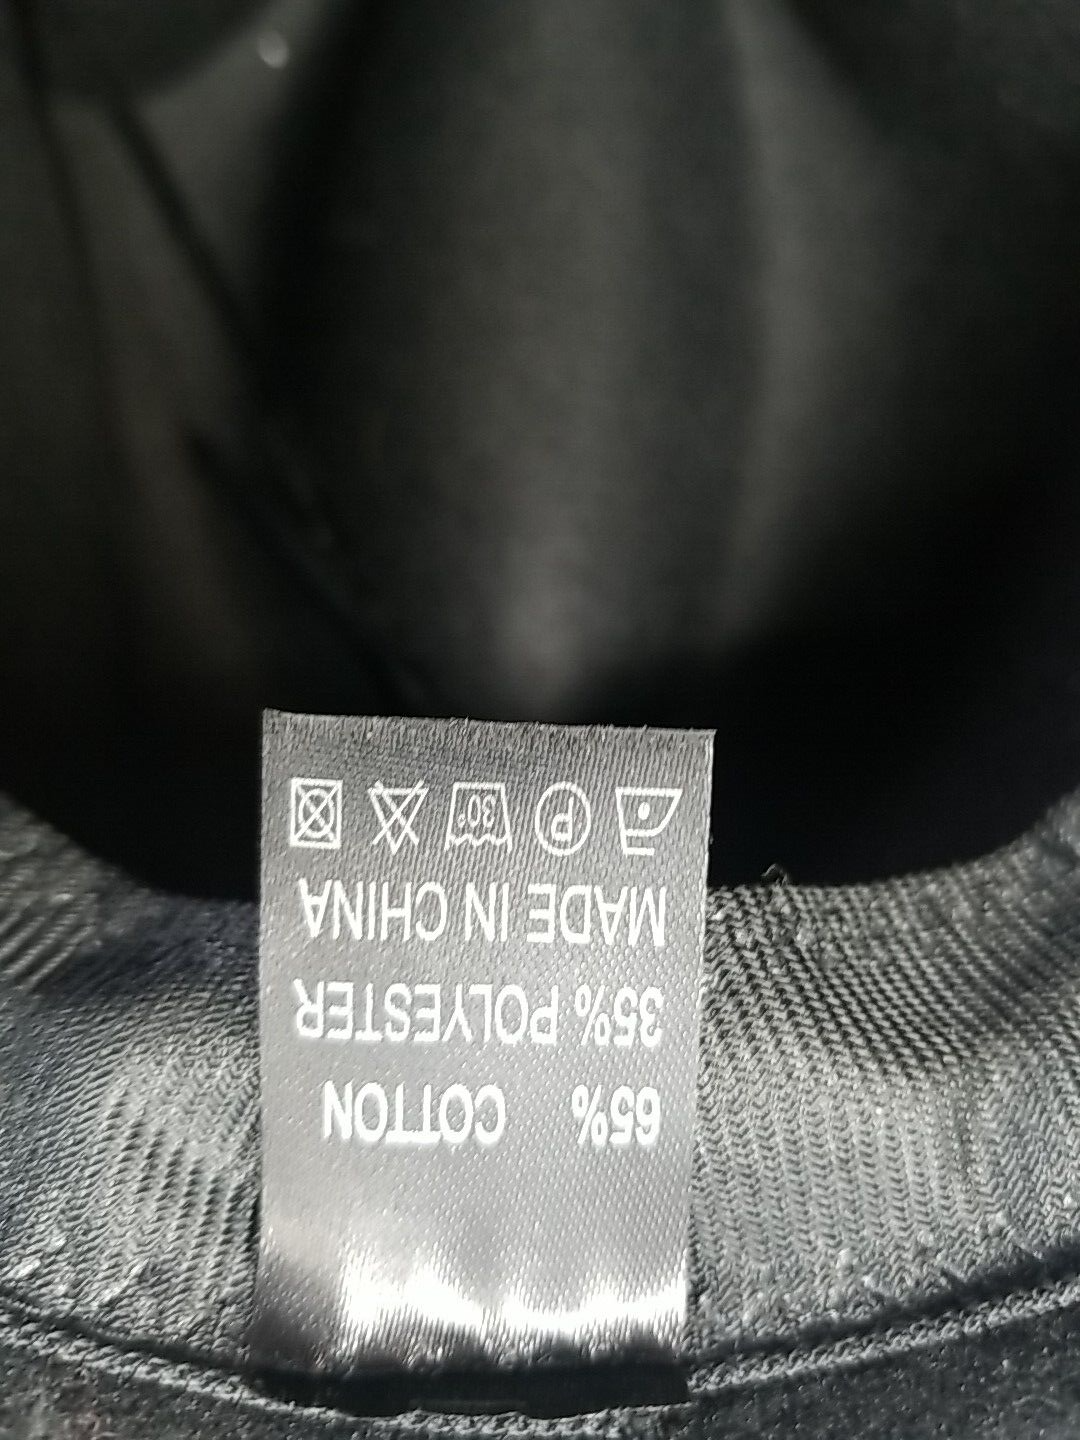 65% COTTON
35% POLYESTER
MADE IN CHINA
P 30°